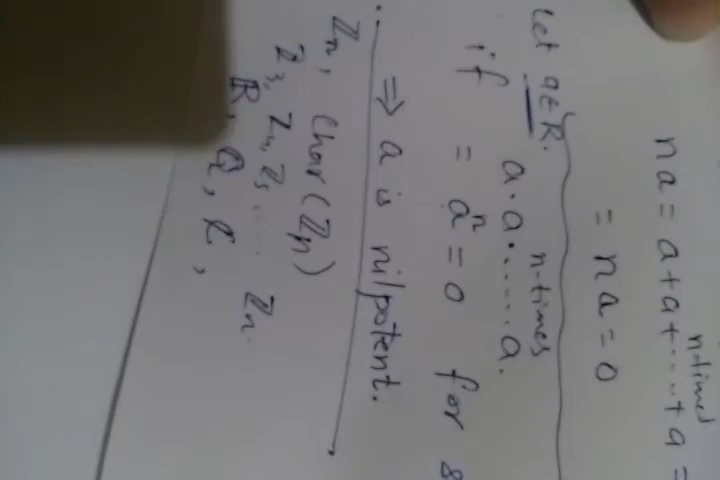 n-times
na = a + a + ... + a =
= na = 0
Let a ∈ R.
n-times
if a · a · ...... a.
= aⁿ = 0 for
⇒ a is nilpotent.
ℤₙ, Char(ℤₙ)
ℤ₃, ℤ₄, ℤ₅, .... ℤₙ.
ℝ, ℚ, ℂ,